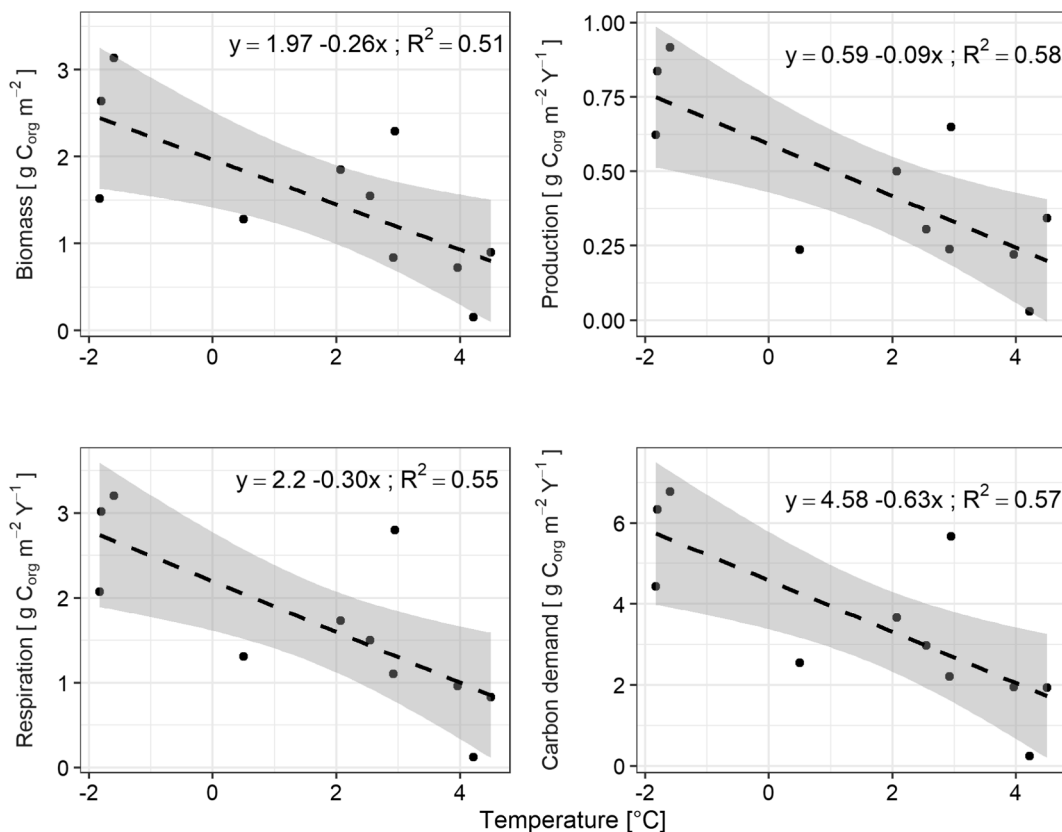 y = 1.97 -0.26x ; R² = 0.51
Biomass [ g C_org m⁻² ]
3
2
1
0
-2 0 2 4
y = 0.59 -0.09x ; R² = 0.58
Production [ g C_org m⁻² Y⁻¹ ]
1.00
0.75
0.50
0.25
0.00
-2 0 2 4
y = 2.2 -0.30x ; R² = 0.55
Respiration [ g C_org m⁻² Y⁻¹ ]
3
2
1
0
-2 0 2 4
y = 4.58 -0.63x ; R² = 0.57
Carbon demand [ g C_org m⁻² Y⁻¹ ]
6
4
2
0
-2 0 2 4
Temperature [°C]